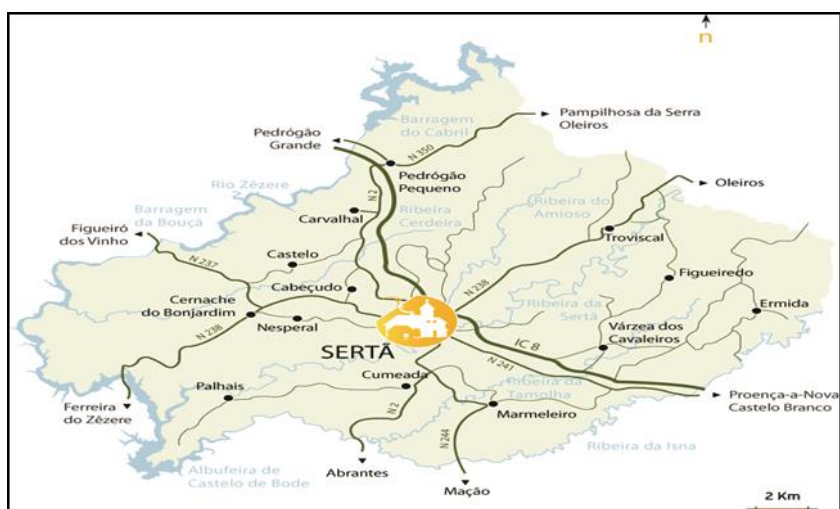 n
Pampilhosa da Serra
Oleiros
Barragem
do Cabril
Pedrógão
Grande
N 350
Pedrógão
Pequeno
N 2
Oleiros
Rio Zêzere
Ribeira do
Amioso
Barragem
da Bouçã
Carvalhal
Ribeira
Cerdeira
Figueiró
dos Vinho
Troviscal
Castelo
N 237
Figueiredo
Cabeçudo
N 238
Cernache
do Bonjardim
Ribeira da
Sertã
Ermida
Nesperal
N 238
Várzea dos
Cavaleiros
IC 8
SERTÃ
N 241
Cumeada
Ribeira da
Tamolha
Palhais
Proença-a-Nova
Castelo Branco
Ferreira
do Zêzere
N 2
Marmeleiro
N 244
Ribeira da Isna
Albufeira de
Castelo de Bode
Abrantes
Mação
2 Km